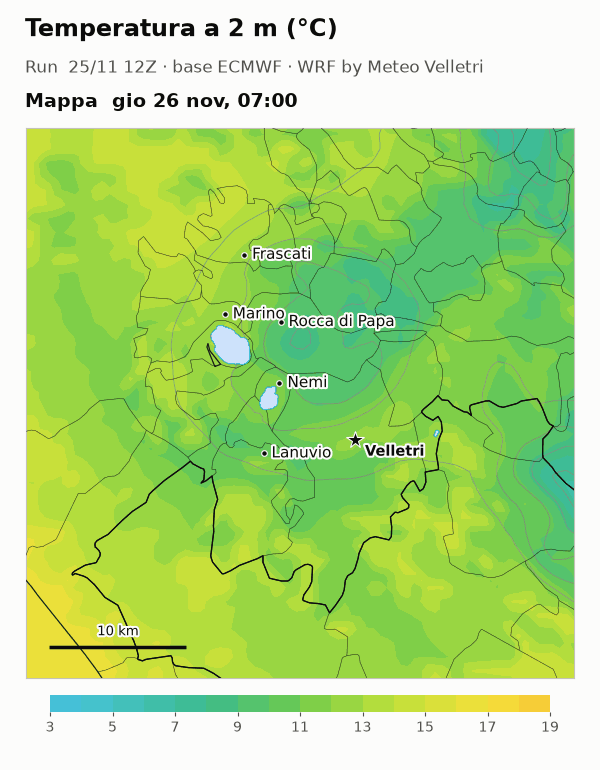 Temperatura a 2 m (°C)
Run  25/11 12Z · base ECMWF · WRF by Meteo Velletri
Mappa  gio 26 nov, 07:00
Frascati
Marino
Rocca di Papa
Nemi
Velletri
Lanuvio
10 km
3 5 7 9 11 13 15 17 19